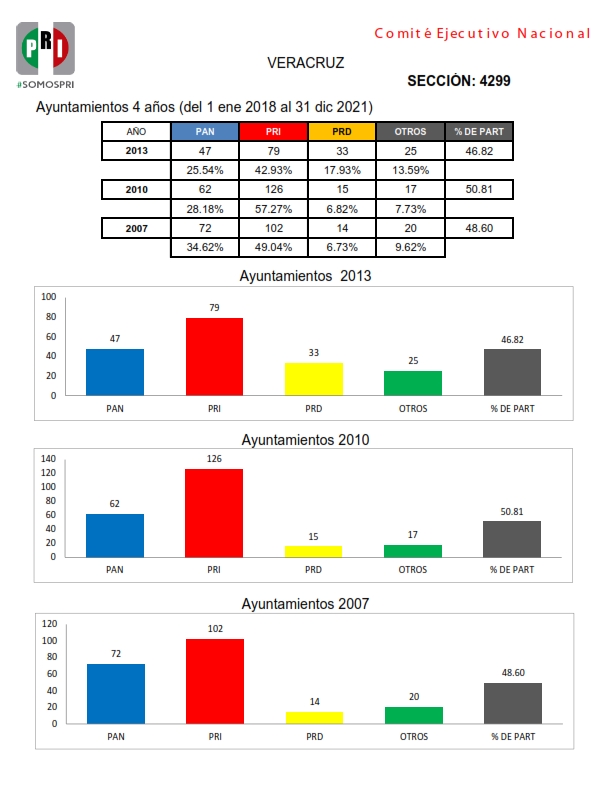 PRI
#SOMOSPRI
Comité Ejecutivo Nacional
VERACRUZ
SECCIÓN: 4299
Ayuntamientos 4 años (del 1 ene 2018 al 31 dic 2021)
AÑO PAN PRI PRD OTROS % DE PART
2013 47 79 33 25 46.82
25.54% 42.93% 17.93% 13.59%
2010 62 126 15 17 50.81
28.18% 57.27% 6.82% 7.73%
2007 72 102 14 20 48.60
34.62% 49.04% 6.73% 9.62%
Ayuntamientos 2013
100
80
60
40
20
0
47 79 33 25 46.82
PAN PRI PRD OTROS % DE PART
Ayuntamientos 2010
140
120
100
80
60
40
20
0
62 126 15 17 50.81
PAN PRI PRD OTROS % DE PART
Ayuntamientos 2007
120
100
80
60
40
20
0
72 102 14 20 48.60
PAN PRI PRD OTROS % DE PART